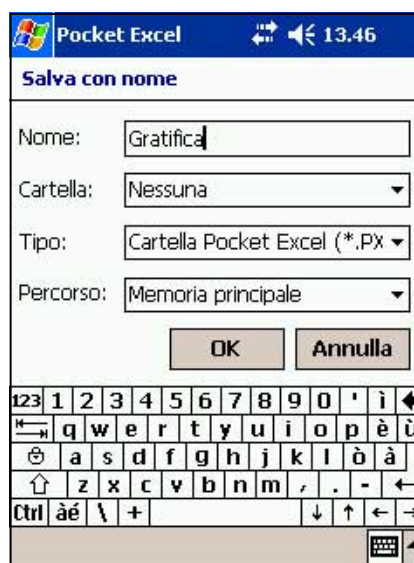 Pocket Excel 13.46
Salva con nome
Nome: Gratifica
Cartella: Nessuna
Tipo: Cartella Pocket Excel (*.PX
Percorso: Memoria principale
OK Annulla
123 1 2 3 4 5 6 7 8 9 0 ' ì
q w e r t y u i o p è ù
a s d f g h j k l ò à
z x c v b n m , . -
Ctrl àé \ +